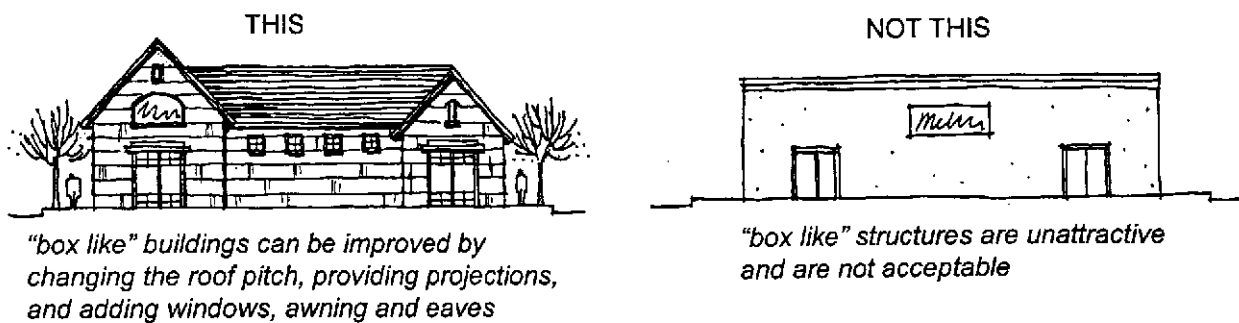 THIS
"box like" buildings can be improved by
changing the roof pitch, providing projections,
and adding windows, awning and eaves
NOT THIS
"box like" structures are unattractive
and are not acceptable